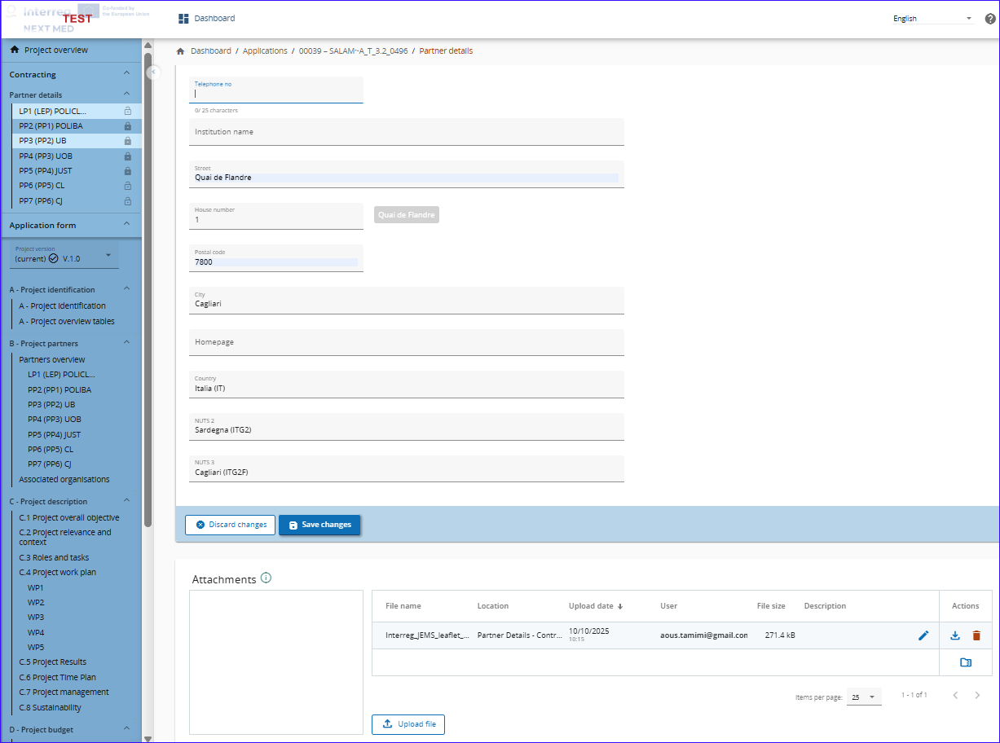 Interreg
Co-funded by
the European Union
TEST
NEXT MED
Dashboard
English
Project overview
Contracting
Partner details
LP1 (LEP) POLICL...
PP2 (PP1) POLIBA
PP3 (PP2) UB
PP4 (PP3) UOB
PP5 (PP4) JUST
PP6 (PP5) CL
PP7 (PP6) CJ
Application form
Project version
(current) V.1.0
A - Project identification
A - Project identification
A - Project overview tables
B - Project partners
Partners overview
LP1 (LEP) POLICL...
PP2 (PP1) POLIBA
PP3 (PP2) UB
PP4 (PP3) UOB
PP5 (PP4) JUST
PP6 (PP5) CL
PP7 (PP6) CJ
Associated organisations
C - Project description
C.1 Project overall objective
C.2 Project relevance and
context
C.3 Roles and tasks
C.4 Project work plan
WP1
WP2
WP3
WP4
WP5
C.5 Project Results
C.6 Project Time Plan
C.7 Project management
C.8 Sustainability
D - Project budget
Dashboard / Applications / 00039 – SALAM~A_T_3.2_0496 / Partner details
Telephone no
0/ 25 characters
Institution name
Street
Quai de Flandre
House number
1
Quai de Flandre
Postal code
7800
City
Cagliari
Homepage
Country
Italia (IT)
NUTS 2
Sardegna (ITG2)
NUTS 3
Cagliari (ITG2F)
Discard changes
Save changes
Attachments
File name Location Upload date User File size Description Actions
Interreg_JEMS_leaflet_... Partner Details - Contr... 10/10/2025 aous.tamimi@gmail.con 271.4 kB
10:15
Items per page: 25 1 - 1 of 1
Upload file